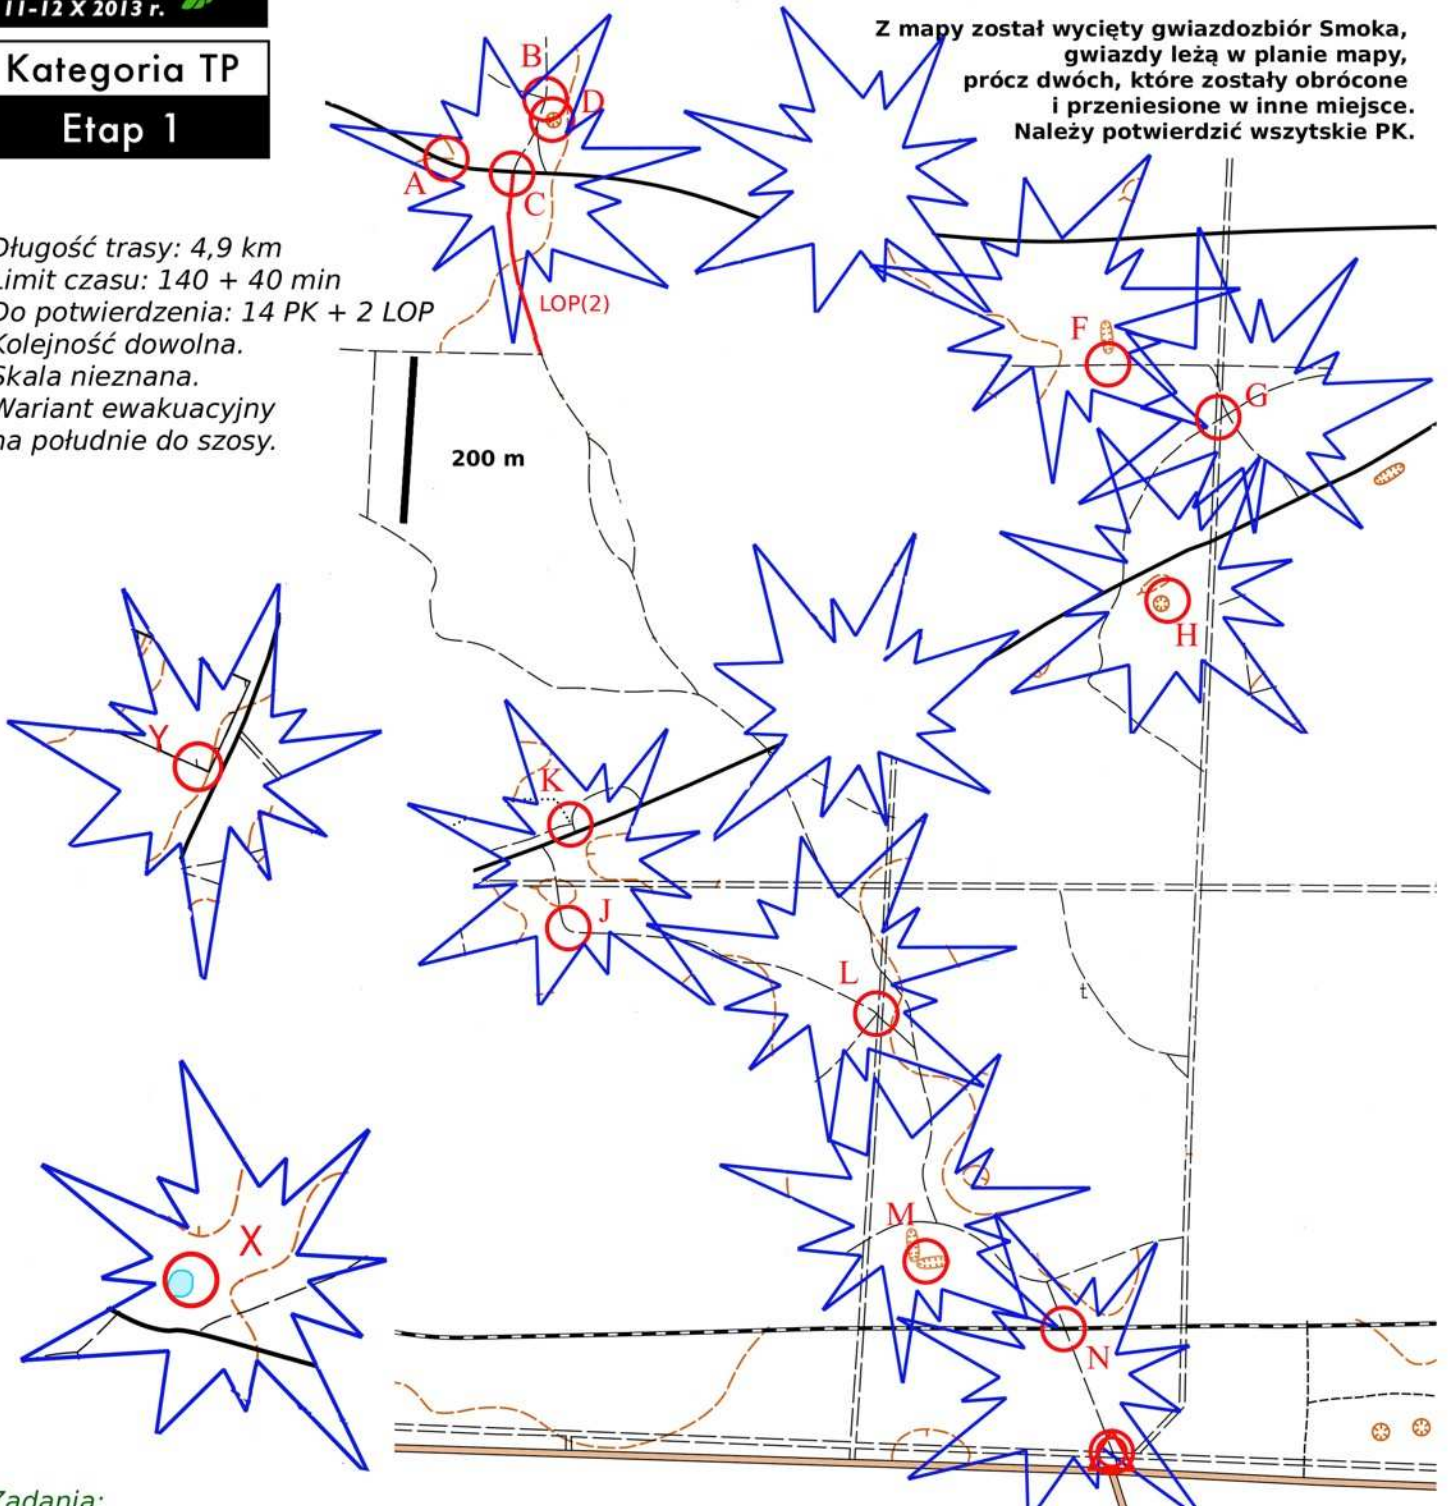 11-12 X 2013 r.
Kategoria TP
Etap 1
Z mapy został wycięty gwiazdozbiór Smoka,
gwiazdy leżą w planie mapy,
prócz dwóch, które zostały obrócone
i przeniesione w inne miejsce.
Należy potwierdzić wszytskie PK.
Długość trasy: 4,9 km
Limit czasu: 140 + 40 min
Do potwierdzenia: 14 PK + 2 LOP
Kolejność dowolna.
Skala nieznana.
Wariant ewakuacyjny
na południe do szosy.
B
D
A
C
LOP(2)
F
G
200 m
H
Y
K
J
L
t
X
M
N
Zadania: